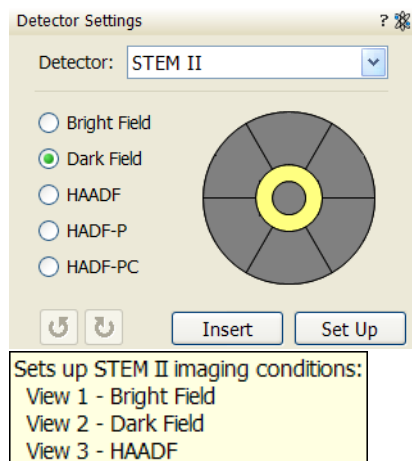 Detector Settings ?
Detector: STEM II
Bright Field
Dark Field
HAADF
HADF-P
HADF-PC
Insert Set Up
Sets up STEM II imaging conditions:
View 1 - Bright Field
View 2 - Dark Field
View 3 - HAADF